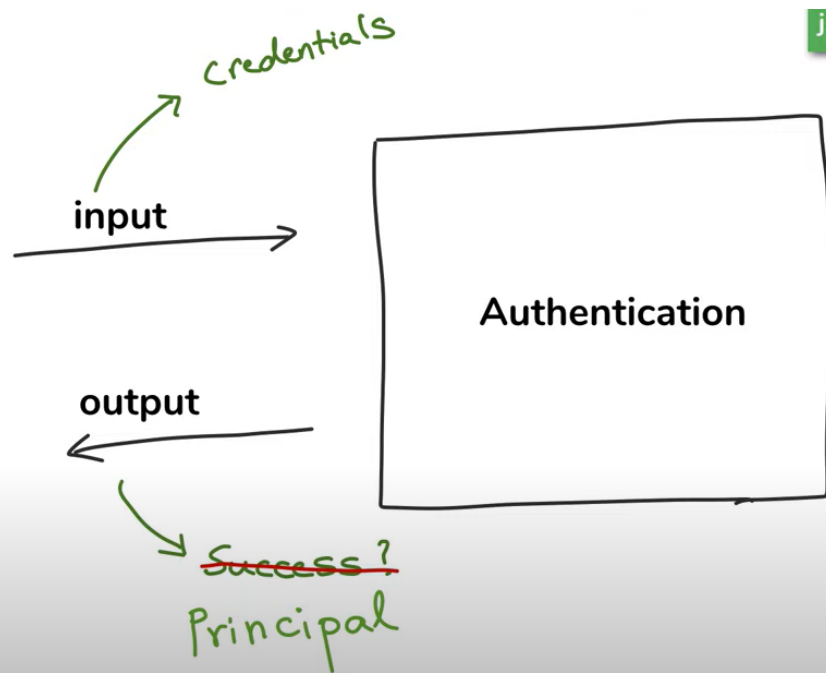 credentials
j
input
Authentication
output
Success?
Principal